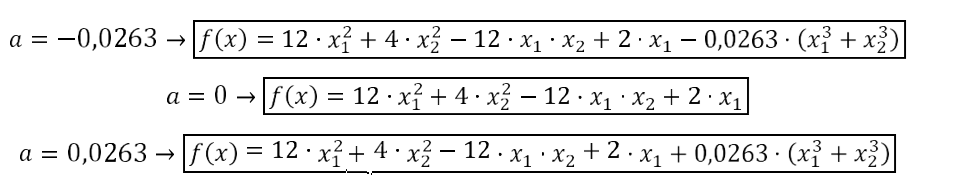 a = −0,0263 → f(x) = 12 · x₁² + 4 · x₂² − 12 · x₁ · x₂ + 2 · x₁ − 0,0263 · (x₁³ + x₂³)
a = 0 → f(x) = 12 · x₁² + 4 · x₂² − 12 · x₁ · x₂ + 2 · x₁
a = 0,0263 → f(x) = 12 · x₁² + 4 · x₂² − 12 · x₁ · x₂ + 2 · x₁ + 0,0263 · (x₁³ + x₂³)